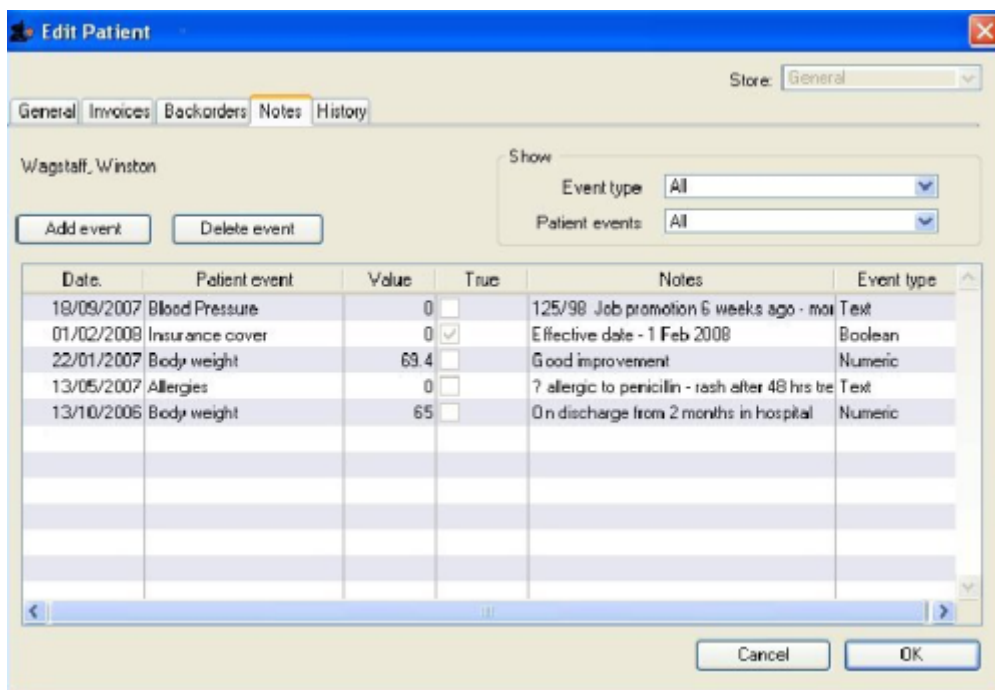 Edit Patient
Store: General
General Invoices Backorders Notes History
Wagstaff, Winston
Show
Event type All
Patient events All
Add event Delete event
Date. Patient event Value True Notes Event type
18/09/2007 Blood Pressure 0 125/98 Job promotion 6 weeks ago - mor Text
01/02/2008 Insurance cover 0 Effective date - 1 Feb 2008 Boolean
22/01/2007 Body weight 69.4 Good improvement Numeric
13/05/2007 Allergies 0 ? allergic to penicillin - rash after 48 hrs tre Text
13/10/2006 Body weight 65 On discharge from 2 months in hospital Numeric
Cancel OK